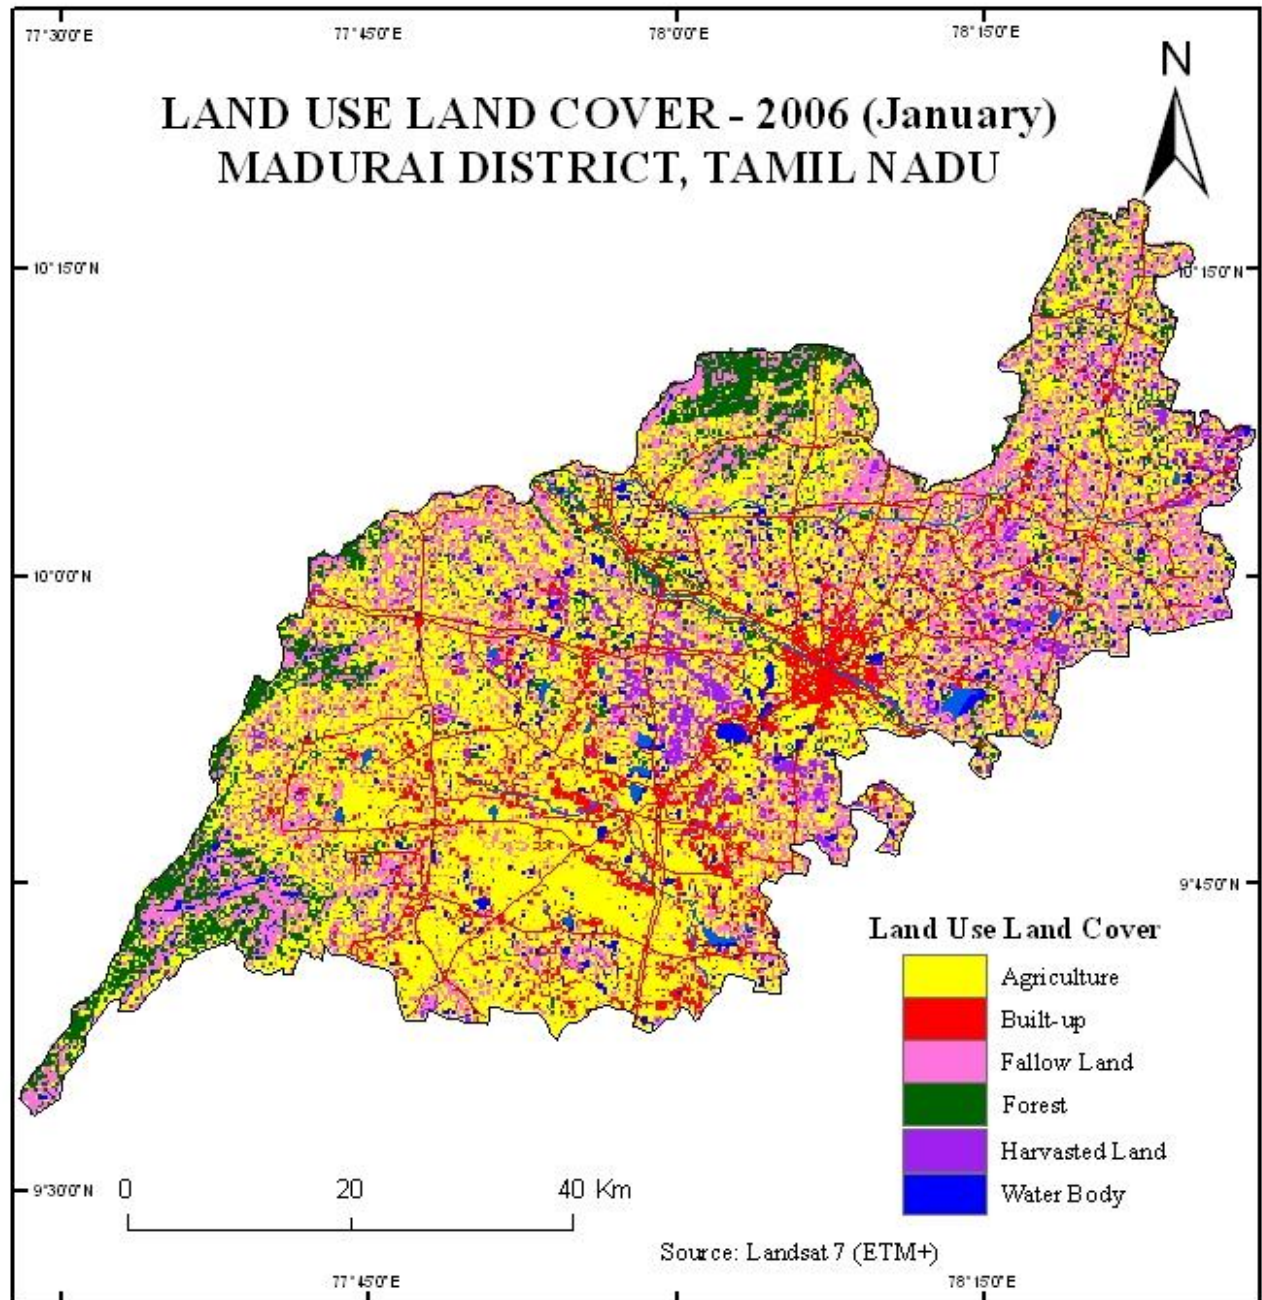 77°30'0"E 77°45'0"E 78°0'0"E 78°15'0"E
N
LAND USE LAND COVER - 2006 (January)
MADURAI DISTRICT, TAMIL NADU
10°15'0"N 10°15'0"N
10°0'0"N
9°45'0"N
Land Use Land Cover
Agriculture
Built-up
Fallow Land
Forest
Harvasted Land
Water Body
9°30'0"N
0 20 40 Km
Source: Landsat 7 (ETM+)
77°45'0"E 78°15'0"E